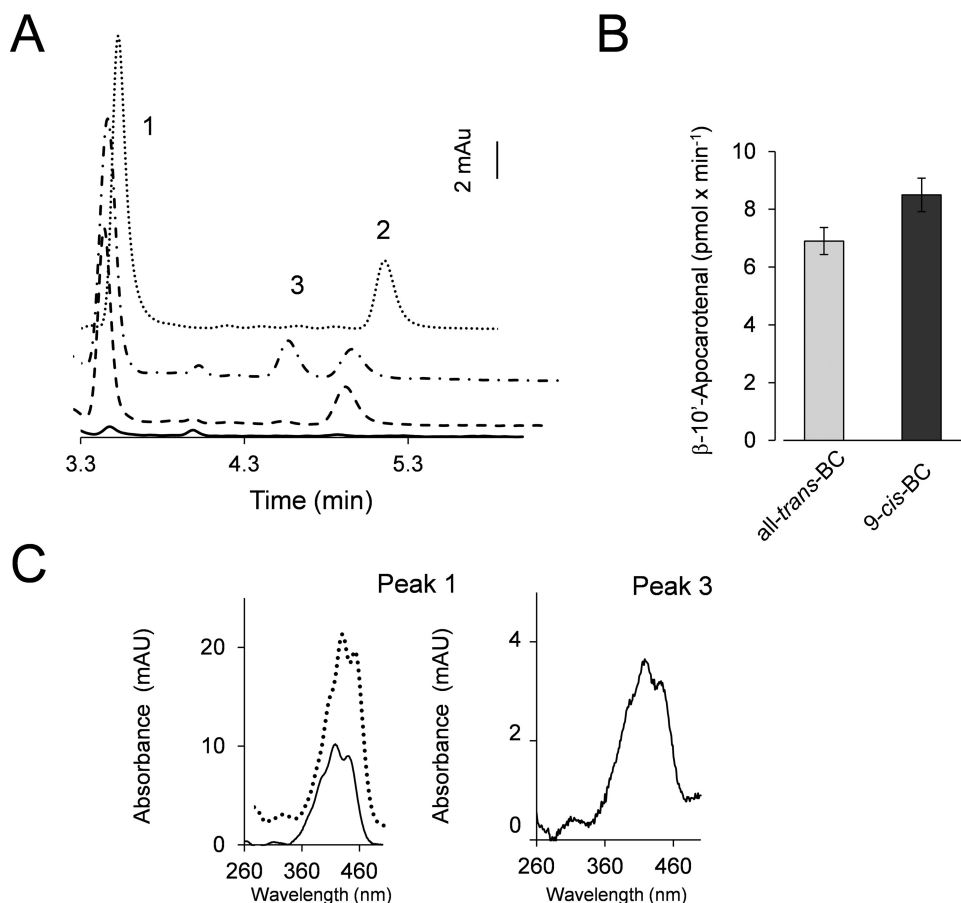 A
1
2
3
2 mAu
3.3
4.3
5.3
Time (min)
B
β-10'-Apocarotenal (pmol x min-1)
10
8
6
4
2
0
all-trans-BC
9-cis-BC
C
Peak 1
Absorbance (mAU)
20
10
0
260
360
460
Wavelength (nm)
Peak 3
Absorbance (mAU)
4
2
0
260
360
460
Wavelength (nm)